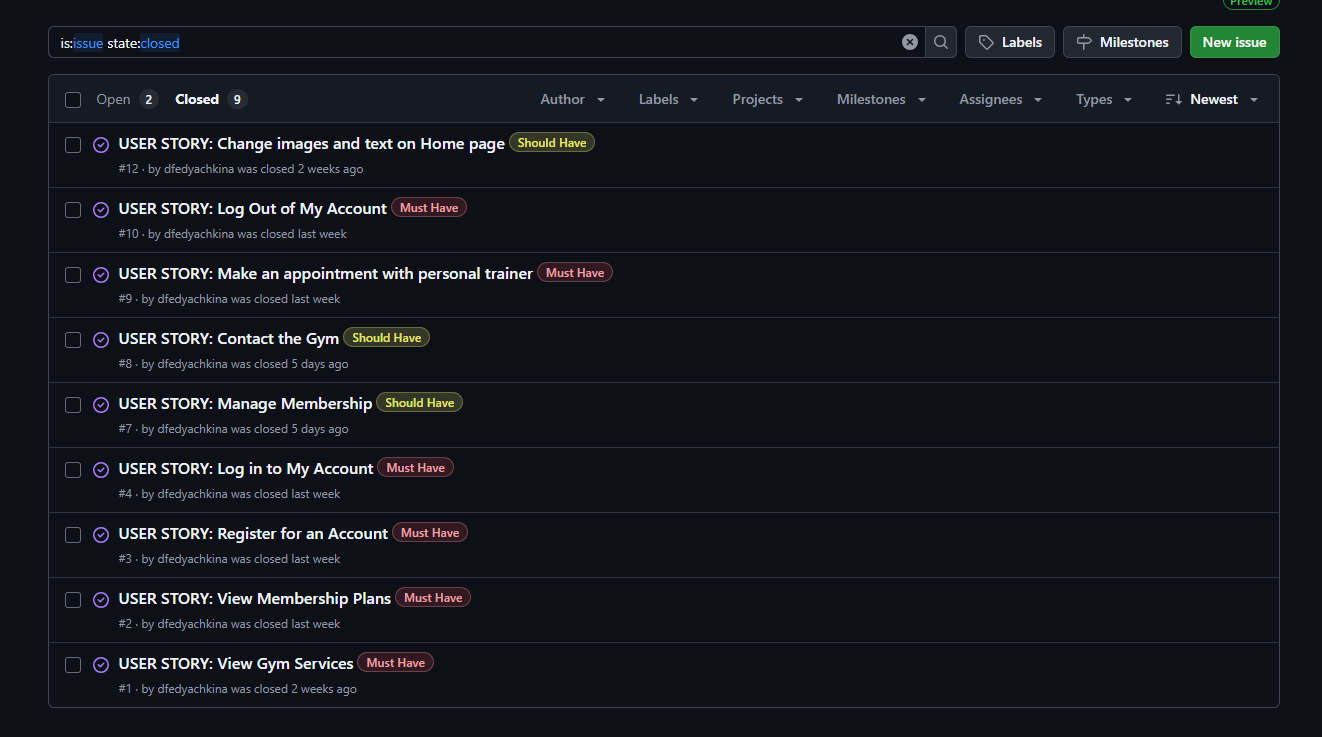 Preview
is:issue state:closed
Labels
Milestones
New issue
Open 2 Closed 9 Author Labels Projects Milestones Assignees Types Newest
USER STORY: Change images and text on Home page Should Have
#12 · by dfedyachkina was closed 2 weeks ago
USER STORY: Log Out of My Account Must Have
#10 · by dfedyachkina was closed last week
USER STORY: Make an appointment with personal trainer Must Have
#9 · by dfedyachkina was closed last week
USER STORY: Contact the Gym Should Have
#8 · by dfedyachkina was closed 5 days ago
USER STORY: Manage Membership Should Have
#7 · by dfedyachkina was closed 5 days ago
USER STORY: Log in to My Account Must Have
#4 · by dfedyachkina was closed last week
USER STORY: Register for an Account Must Have
#3 · by dfedyachkina was closed last week
USER STORY: View Membership Plans Must Have
#2 · by dfedyachkina was closed last week
USER STORY: View Gym Services Must Have
#1 · by dfedyachkina was closed 2 weeks ago